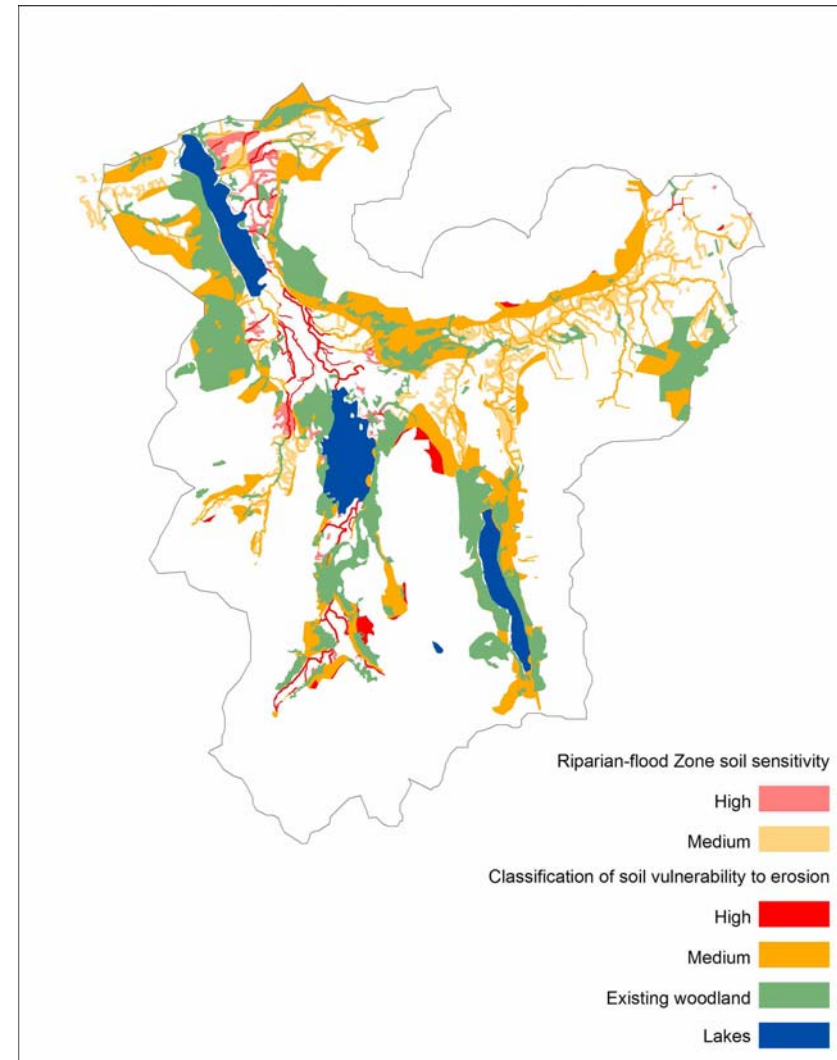 Riparian-flood Zone soil sensitivity
High
Medium
Classification of soil vulnerability to erosion
High
Medium
Existing woodland
Lakes